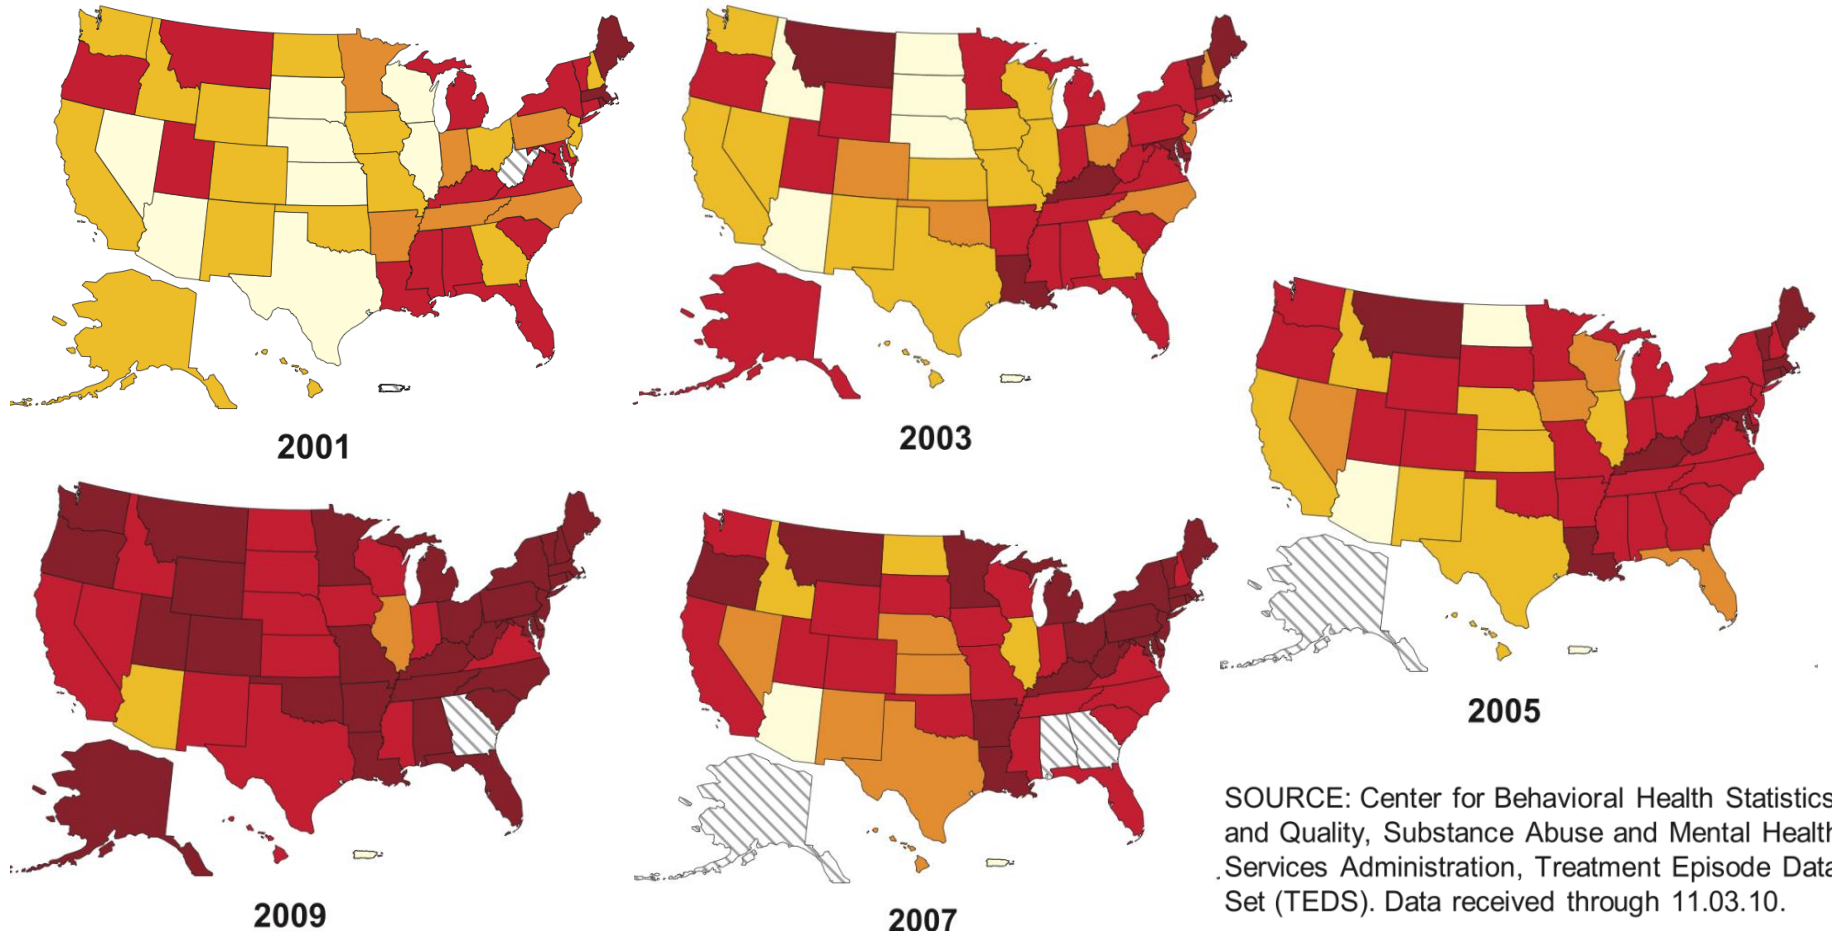 2001
2003
2005
2009
2007
SOURCE: Center for Behavioral Health Statistics
and Quality, Substance Abuse and Mental Health
Services Administration, Treatment Episode Data
Set (TEDS). Data received through 11.03.10.